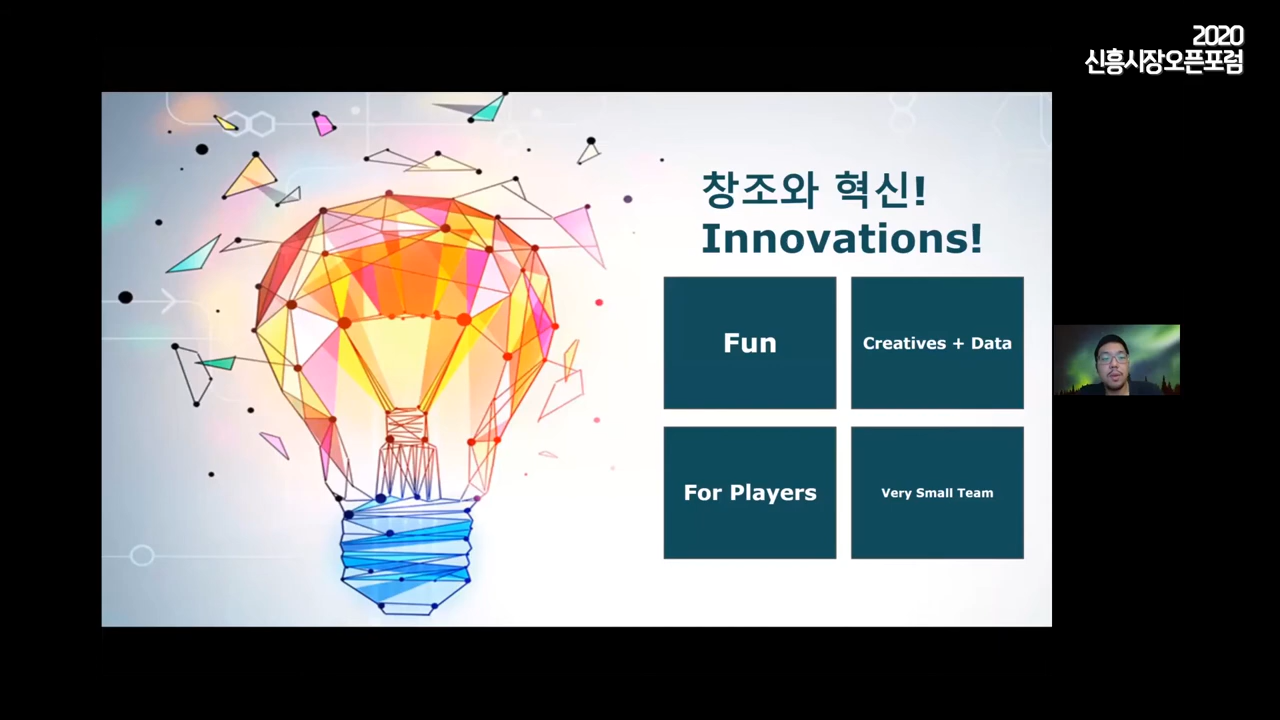 2020
신흥시장오픈포럼
창조와 혁신!
Innovations!
Fun
Creatives + Data
For Players
Very Small Team